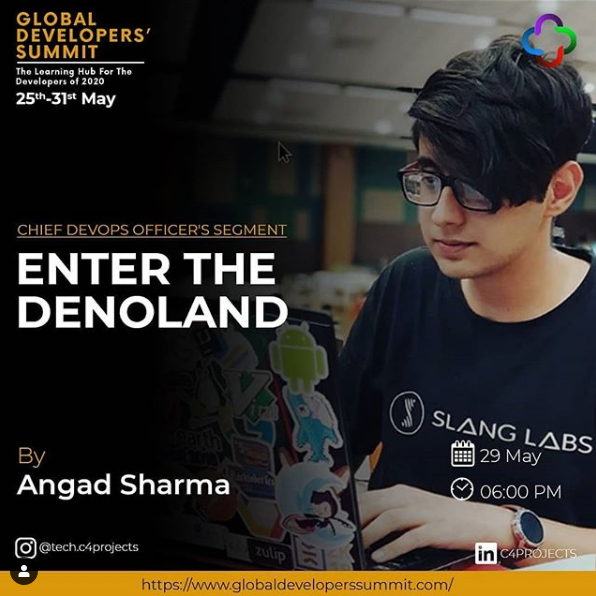 GLOBAL
DEVELOPERS'
SUMMIT
The Learning Hub For The
Developers of 2020
25th-31st May
CHIEF DEVOPS OFFICER'S SEGMENT
ENTER THE
DENOLAND
SLANG LABS
By
Angad Sharma
29 May
06:00 PM
zulip
@tech.c4projects
in C4PROJECTS
https://www.globaldeveloperssummit.com/